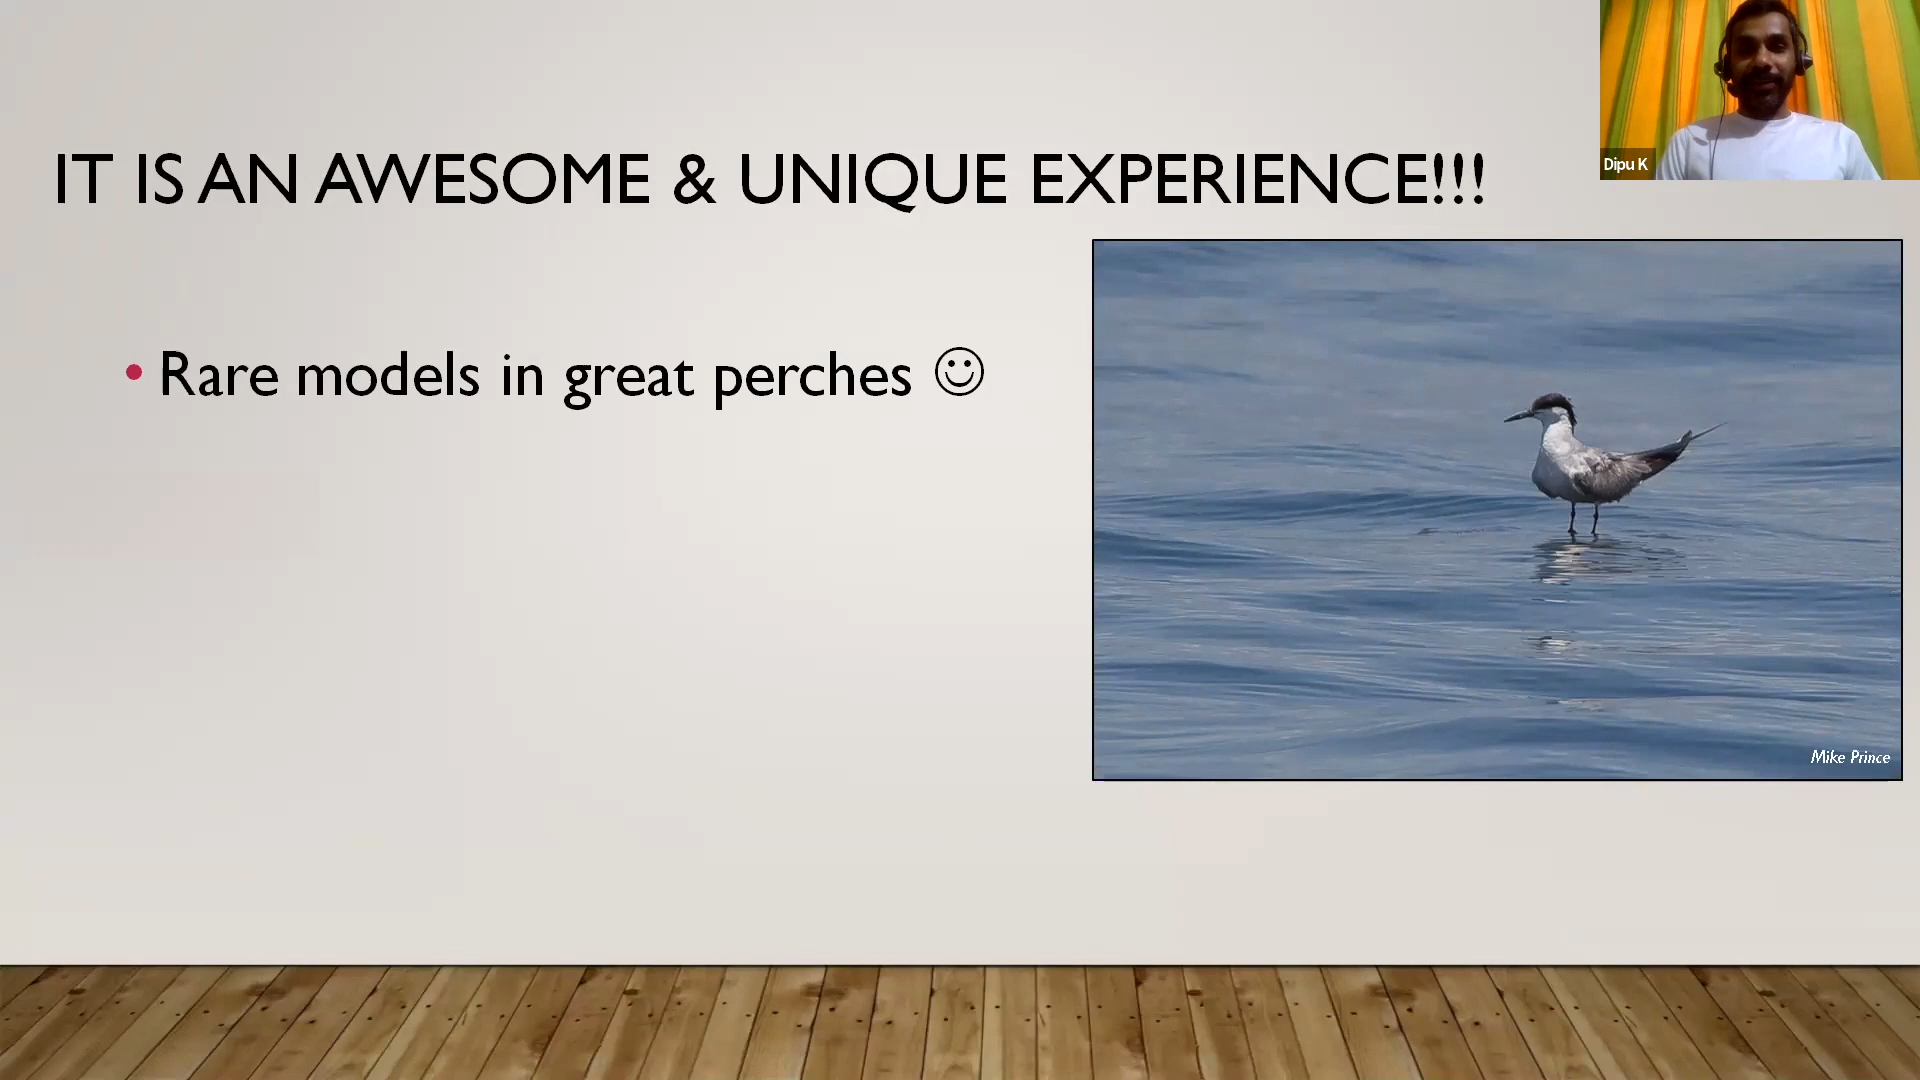 IT IS AN AWESOME & UNIQUE EXPERIENCE!!!
• Rare models in great perches ☺
Dipu K
Mike Prince